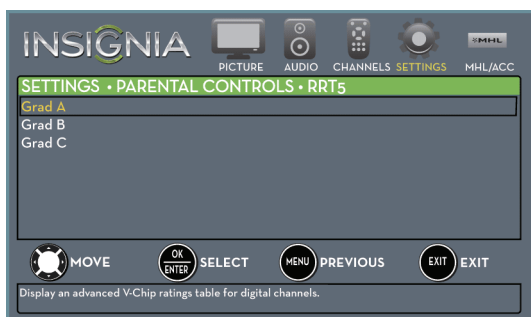 INSIGNIA
PICTURE AUDIO CHANNELS SETTINGS MHL/ACC
MHL
SETTINGS • PARENTAL CONTROLS • RRT5
Grad A
Grad B
Grad C
MOVE OK ENTER SELECT MENU PREVIOUS EXIT EXIT
Display an advanced V-Chip ratings table for digital channels.